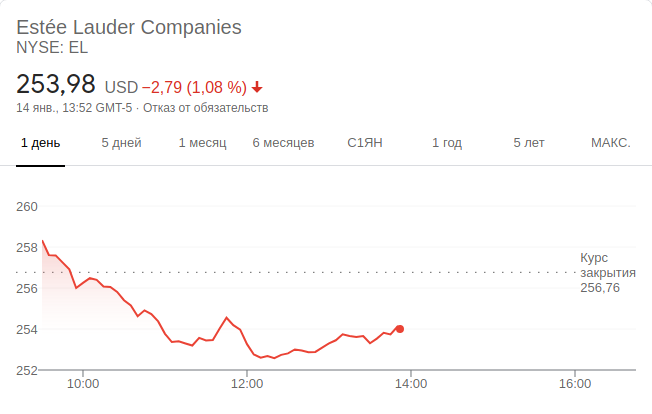 Estée Lauder Companies
NYSE: EL
253,98 USD −2,79 (1,08 %)
14 янв., 13:52 GMT-5 · Отказ от обязательств
1 день 5 дней 1 месяц 6 месяцев С1ЯН 1 год 5 лет МАКС.
260
258
Курс
закрытия
256,76
256
254
252
10:00 12:00 14:00 16:00